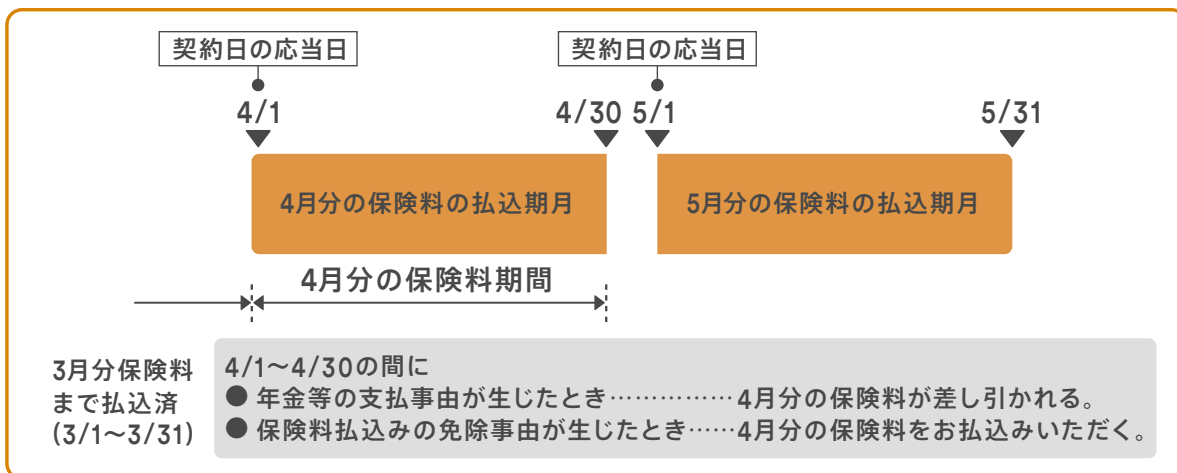 契約日の応当日 契約日の応当日
4/1 4/30 5/1 5/31
4月分の保険料の払込期月 5月分の保険料の払込期月
4月分の保険料期間
3月分保険料
まで払込済
(3/1〜3/31)
4/1〜4/30の間に
● 年金等の支払事由が生じたとき……………4月分の保険料が差し引かれる。
● 保険料払込みの免除事由が生じたとき……4月分の保険料をお払込みいただく。